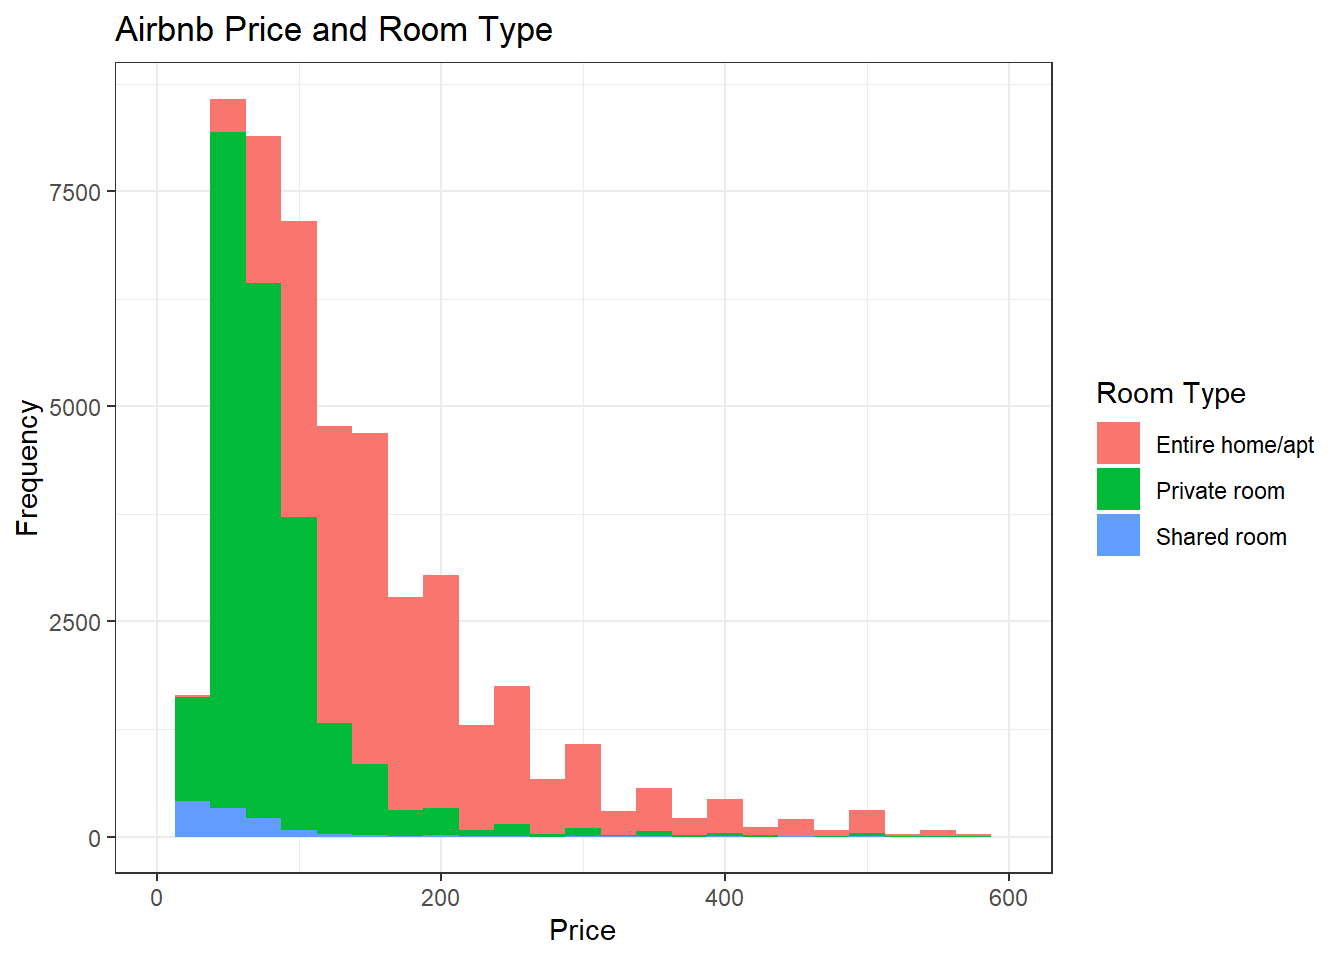 Airbnb Price and Room Type
Frequency
7500
5000
2500
0
0 200 400 600
Price
Room Type
Entire home/apt
Private room
Shared room